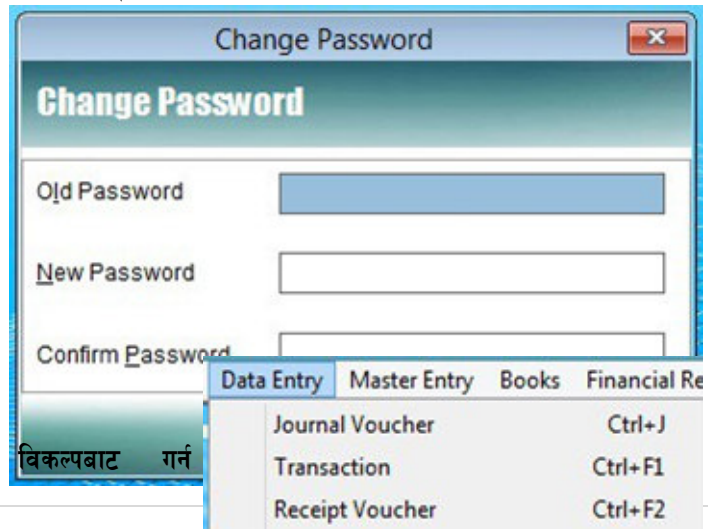 Change Password
Change Password
Old Password
New Password
Confirm Password
Data Entry Master Entry Books Financial Re
Journal Voucher Ctrl+J
विकल्पबाट गर्न
Transaction Ctrl+F1
Receipt Voucher Ctrl+F2